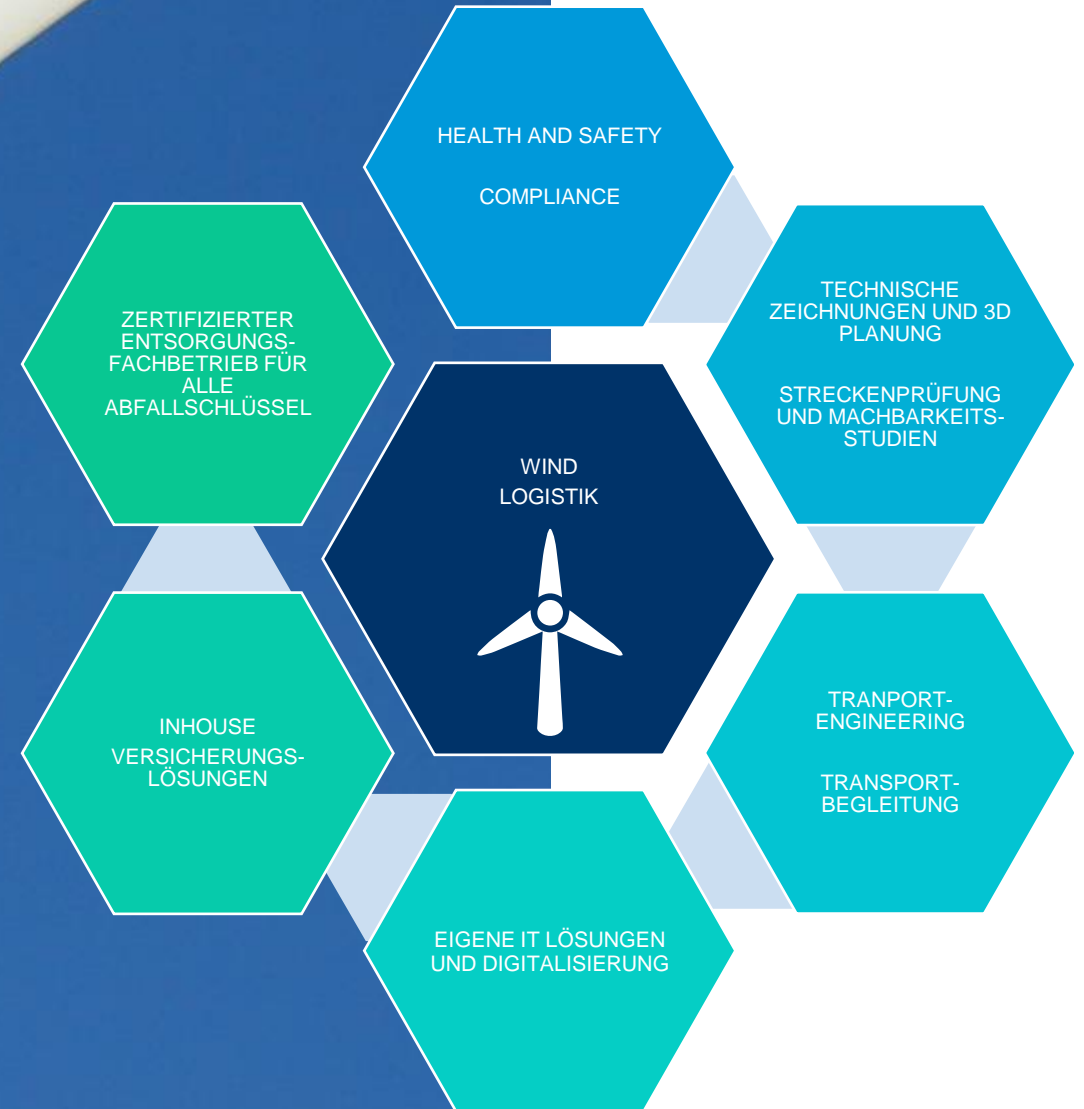 HEALTH AND SAFETY
COMPLIANCE
TECHNISCHE
ZEICHNUNGEN UND 3D
PLANUNG
STRECKENPRÜFUNG
UND MACHBARKEITS-
STUDIEN
TRANPORT-
ENGINEERING
TRANSPORT-
BEGLEITUNG
EIGENE IT LÖSUNGEN
UND DIGITALISIERUNG
INHOUSE
VERSICHERUNGS-
LÖSUNGEN
ZERTIFIZIERTER
ENTSORGUNGS-
FACHBETRIEB FÜR
ALLE
ABFALLSCHLÜSSEL
WIND
LOGISTIK